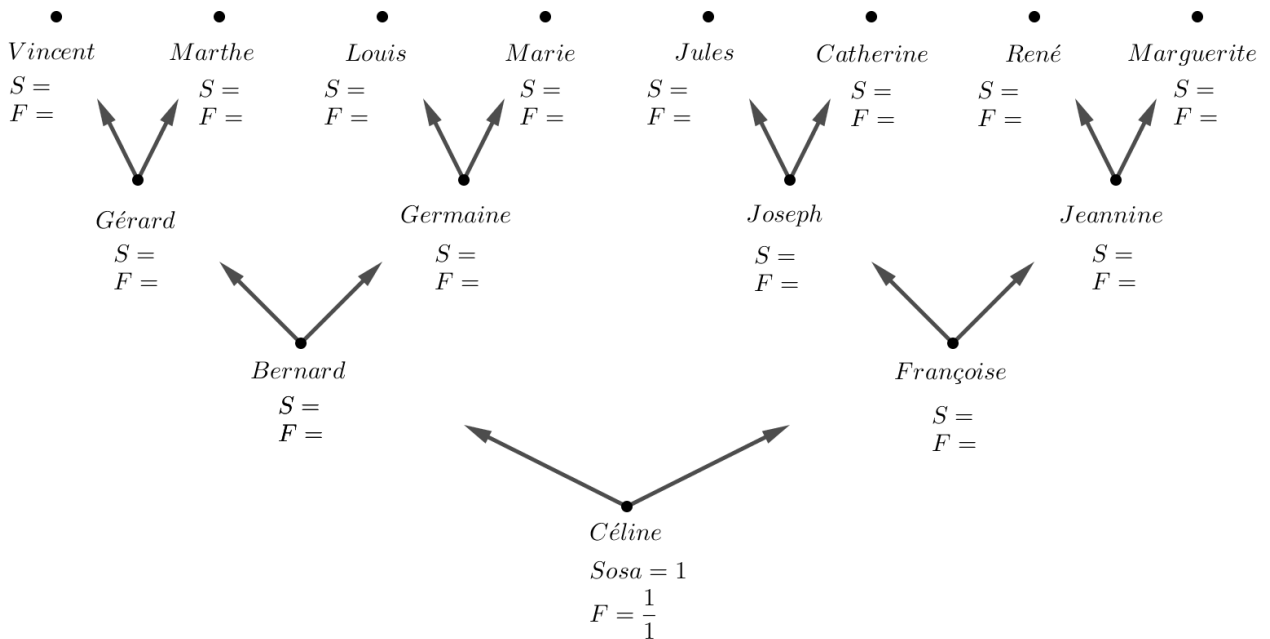 Vincent Marthe Louis Marie Jules Catherine René Marguerite
S = S = S = S = S = S = S = S =
F = F = F = F = F = F = F = F =
Gérard Germaine Joseph Jeannine
S = S = S = S =
F = F = F = F =
Bernard Françoise
S = S =
F = F =
Céline
Sosa = 1
F = 1/1